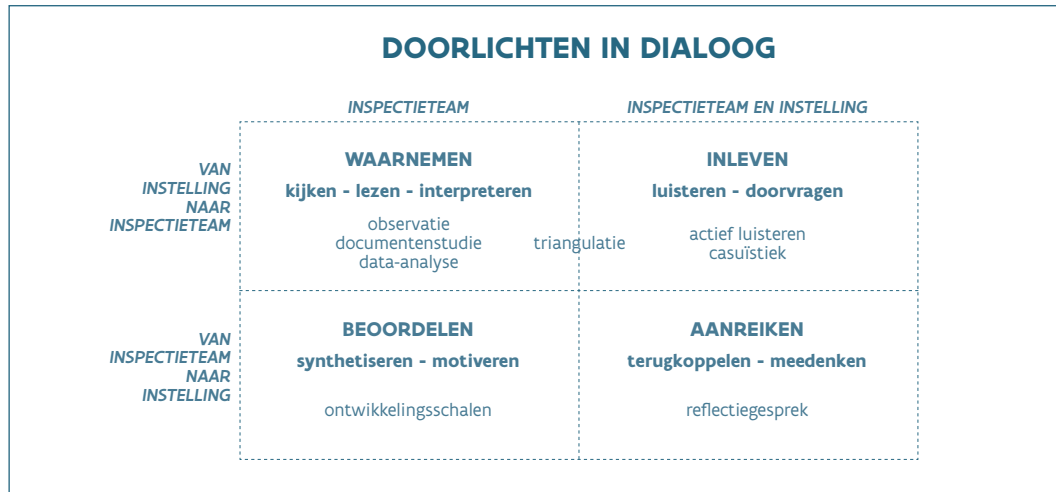 DOORLICHTEN IN DIALOOG
INSPECTIETEAM
INSPECTIETEAM EN INSTELLING
VAN
INSTELLING
NAAR
INSPECTIETEAM
WAARNEMEN
kijken - lezen - interpreteren
observatie
documentenstudie
data-analyse
triangulatie
INLEVEN
luisteren - doorvragen
actief luisteren
casuïstiek
VAN
INSPECTIETEAM
NAAR
INSTELLING
BEOORDELEN
synthetiseren - motiveren
ontwikkelingsschalen
AANREIKEN
terugkoppelen - meedenken
reflectiegesprek